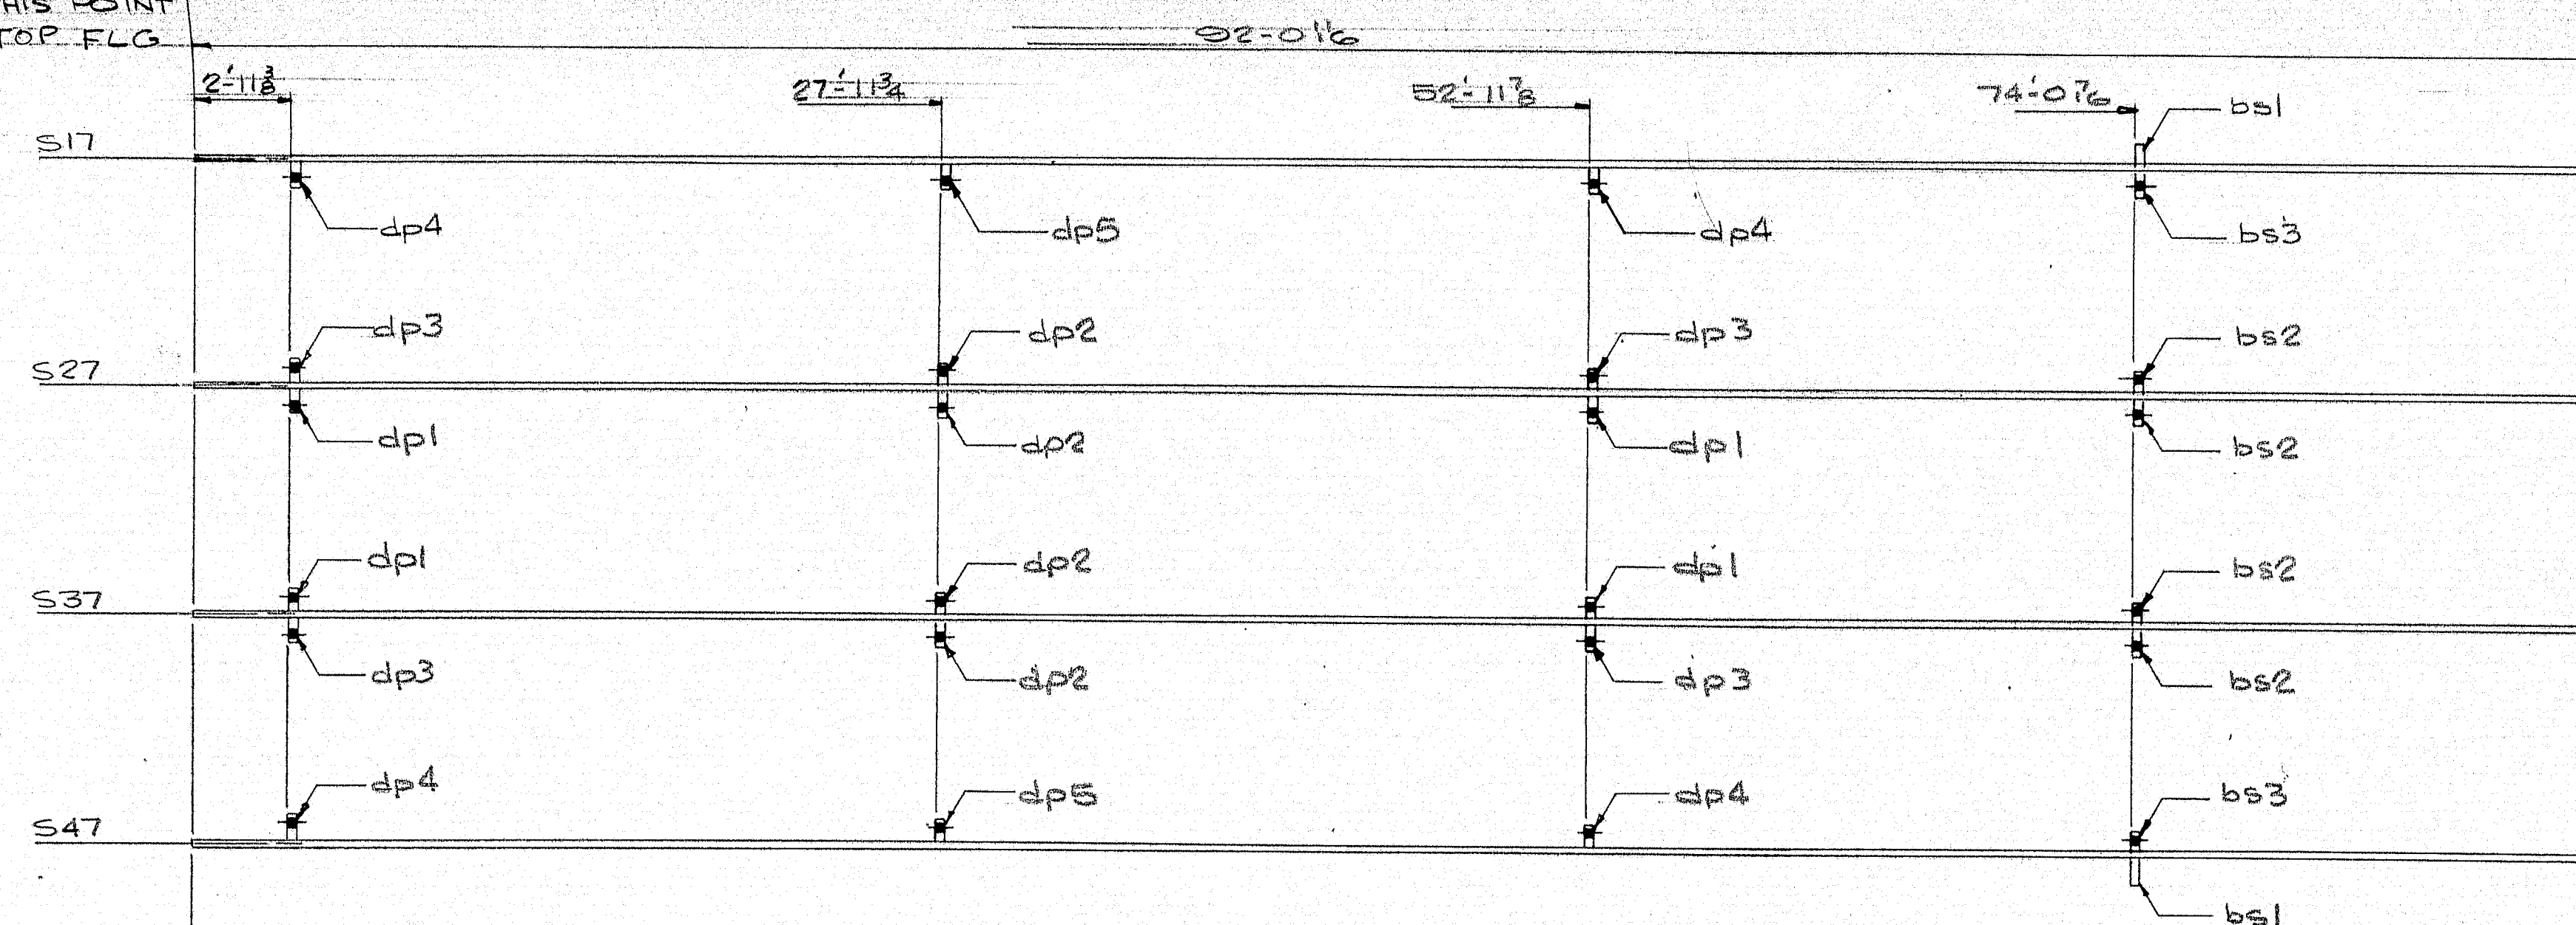 HIS POINT
TOP FLG
92-0 1/16
2'-11 3/8
27'-11 3/4
52'-11 7/8
74'-0 7/16
bs1
S17
dp4
dp5
dp4
bs3
dp3
dp2
dp3
bs2
S27
dp1
dp2
dp1
bs2
dp1
dp2
dp1
bs2
S37
dp3
dp2
dp3
bs2
dp4
dp5
dp4
bs3
S47
bs1